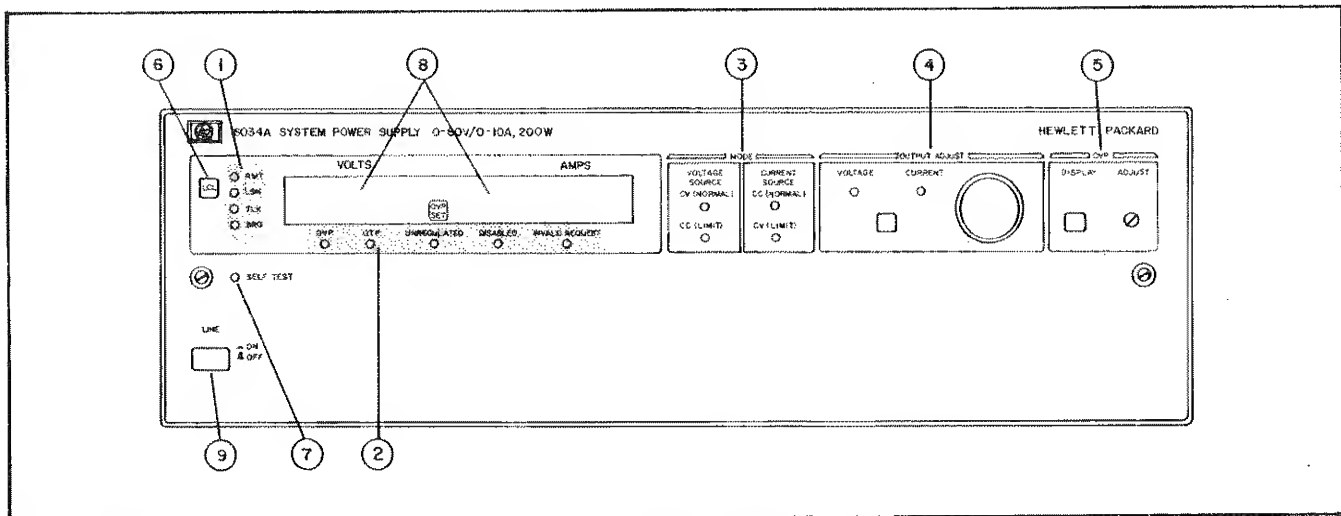 6 1 8 3 4 5
6034A SYSTEM POWER SUPPLY 0-60V/0-10A, 200W HEWLETT PACKARD
VOLTS AMPS
MODE
OUTPUT ADJUST
OVP
LCL
RMT
LSN
TLK
SRQ
OVP SET
VOLTAGE SOURCE
CV (NORMAL)
CC (LIMIT)
CURRENT SOURCE
CC (NORMAL)
CV (LIMIT)
VOLTAGE CURRENT
DISPLAY ADJUST
OVP OTP UNREGULATED DISABLED INVALID REQUEST
SELF TEST
LINE
ON
OFF
9 7 2